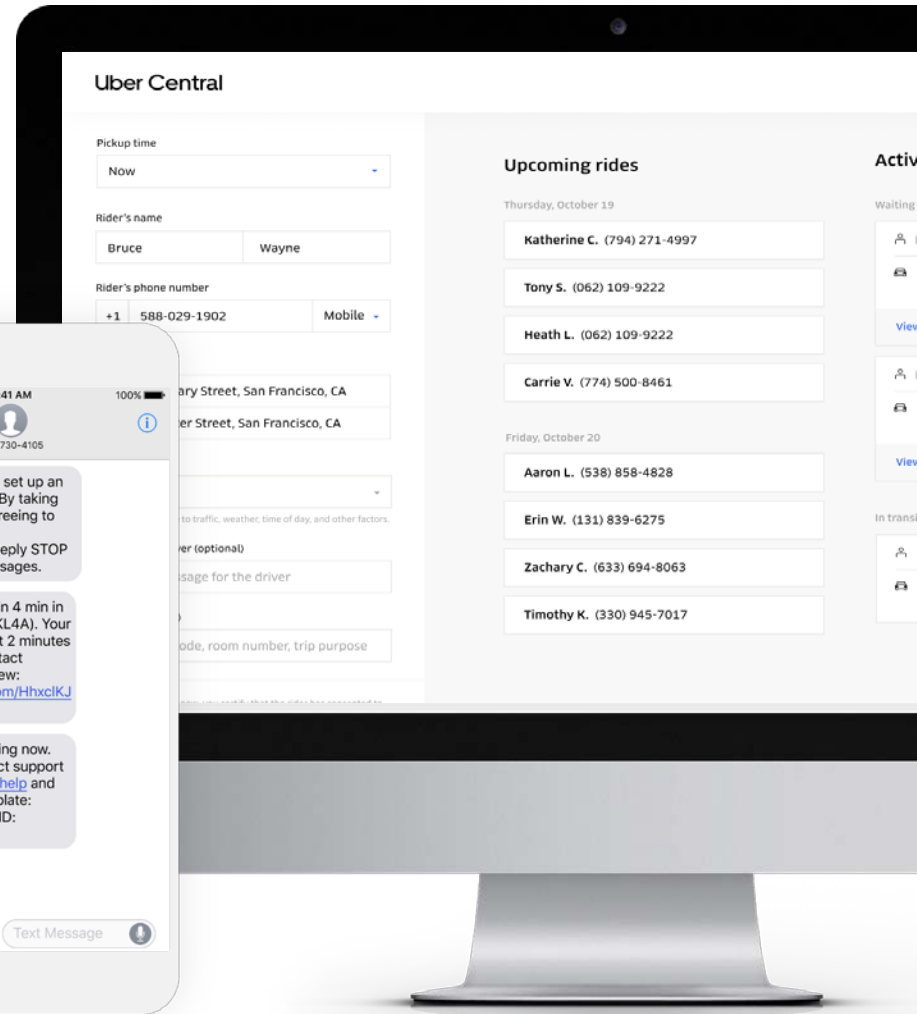 Uber Central
Pickup time
Now
Rider's name
Bruce Wayne
Rider's phone number
+1 588-029-1902 Mobile
ary Street, San Francisco, CA
er Street, San Francisco, CA
to traffic, weather, time of day, and other factors.
er (optional)
sage for the driver
ode, room number, trip purpose
Upcoming rides
Thursday, October 19
Katherine C. (794) 271-4997
Tony S. (062) 109-9222
Heath L. (062) 109-9222
Carrie V. (774) 500-8461
Friday, October 20
Aaron L. (538) 858-4828
Erin W. (131) 839-6275
Zachary C. (633) 694-8063
Timothy K. (330) 945-7017
Activ
Waiting
View
View
In transi
41 AM 100%
730-4105
set up an
By taking
reeing to
eply STOP
sages.
n 4 min in
KL4A). Your
t 2 minutes
tact
ew:
om/HhxclKJ
ing now.
ct support
help and
plate:
ID:
Text Message